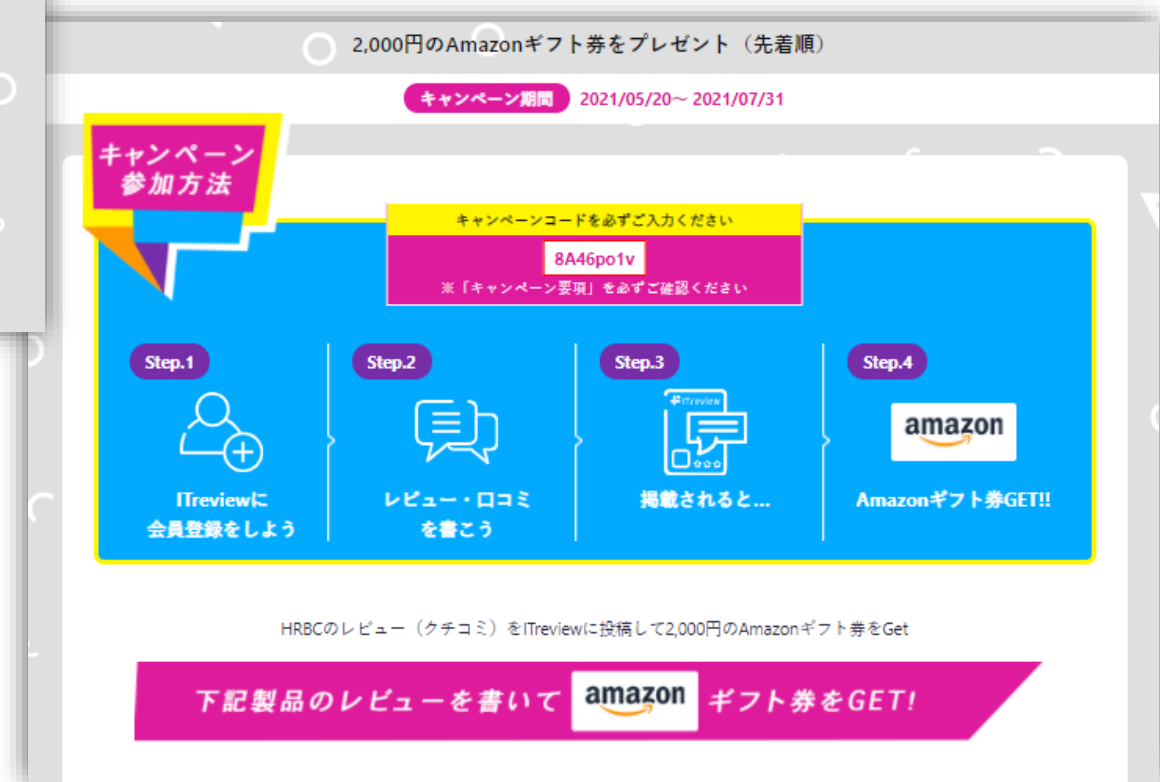 2,000円のAmazonギフト券をプレゼント（先着順）
キャンペーン期間 2021/05/20～ 2021/07/31
キャンペーン
参加方法
キャンペーンコードを必ずご入力ください
8A46po1v
※「キャンペーン要項」を必ずご確認ください
Step.1
ITreviewに
会員登録をしよう
Step.2
レビュー・口コミ
を書こう
Step.3
ITreview
掲載されると...
Step.4
amazon
Amazonギフト券GET!!
HRBCのレビュー（クチコミ）をITreviewに投稿して2,000円のAmazonギフト券をGet
下記製品のレビューを書いて amazon ギフト券をGET!